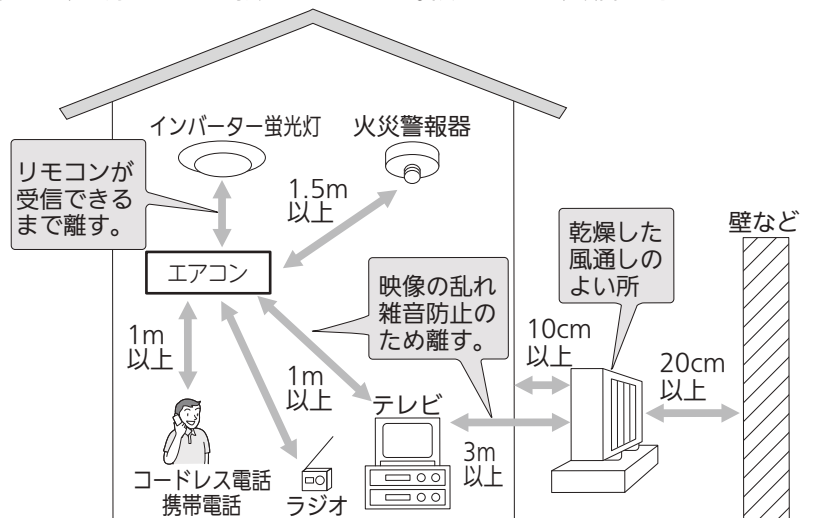 インバーター蛍光灯
火災警報器
リモコンが
受信できる
まで離す。
1.5m
以上
エアコン
乾燥した
風通しの
よい所
壁など
映像の乱れ
雑音防止の
ため離す。
1m
以上
1m
以上
10cm
以上
20cm
以上
テレビ
3m
以上
コードレス電話
携帯電話
ラジオ